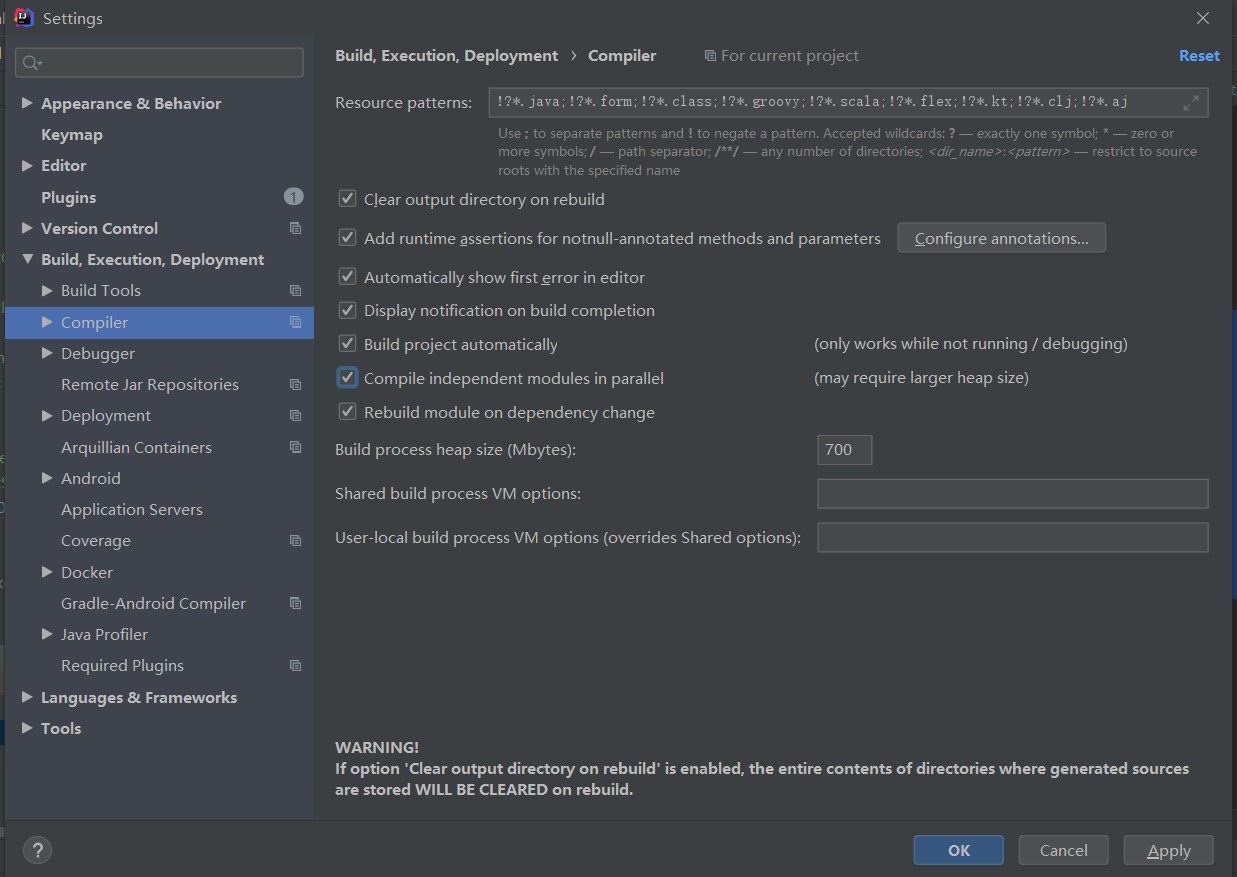 Settings
Build, Execution, Deployment › Compiler For current project Reset
Appearance & Behavior
Keymap
Editor
Plugins 1
Version Control
Build, Execution, Deployment
Build Tools
Compiler
Debugger
Remote Jar Repositories
Deployment
Arquillian Containers
Android
Application Servers
Coverage
Docker
Gradle-Android Compiler
Java Profiler
Required Plugins
Languages & Frameworks
Tools
Resource patterns: !?*.java;!?*.form;!?*.class;!?*.groovy;!?*.scala;!?*.flex;!?*.kt;!?*.clj;!?*.aj
Use ; to separate patterns and ! to negate a pattern. Accepted wildcards: ? — exactly one symbol; * — zero or
more symbols; / — path separator; /**/ — any number of directories; <dir_name>:<pattern> — restrict to source
roots with the specified name
Clear output directory on rebuild
Add runtime assertions for notnull-annotated methods and parameters Configure annotations...
Automatically show first error in editor
Display notification on build completion
Build project automatically (only works while not running / debugging)
Compile independent modules in parallel (may require larger heap size)
Rebuild module on dependency change
Build process heap size (Mbytes): 700
Shared build process VM options:
User-local build process VM options (overrides Shared options):
WARNING!
If option 'Clear output directory on rebuild' is enabled, the entire contents of directories where generated sources
are stored WILL BE CLEARED on rebuild.
? OK Cancel Apply